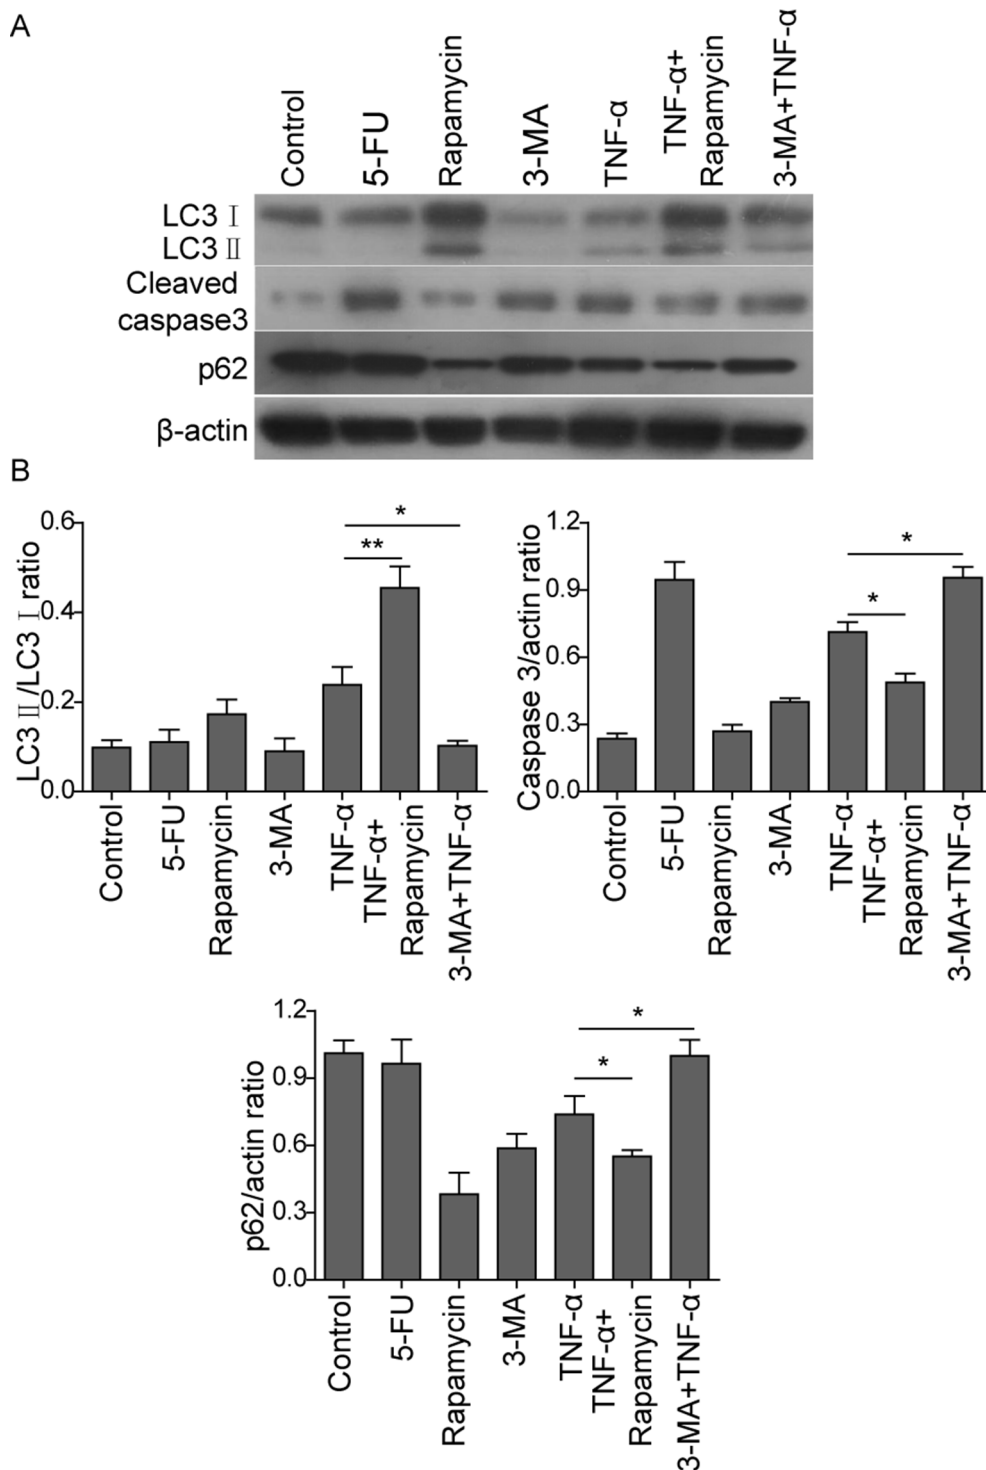 A
Control
5-FU
Rapamycin
3-MA
TNF-α
TNF-α+
Rapamycin
3-MA+TNF-α
LC3 Ⅰ
LC3 Ⅱ
Cleaved
caspase3
p62
β-actin
B
LC3 Ⅱ/LC3 Ⅰ ratio
0.6
0.4
0.2
0.0
*
**
Control
5-FU
Rapamycin
3-MA
TNF-α
TNF-α+
Rapamycin
3-MA+TNF-α
Caspase 3/actin ratio
1.2
0.9
0.6
0.3
0.0
*
*
Control
5-FU
Rapamycin
3-MA
TNF-α
TNF-α+
Rapamycin
3-MA+TNF-α
p62/actin ratio
1.2
0.9
0.6
0.3
0.0
*
*
Control
5-FU
Rapamycin
3-MA
TNF-α
TNF-α+
Rapamycin
3-MA+TNF-α